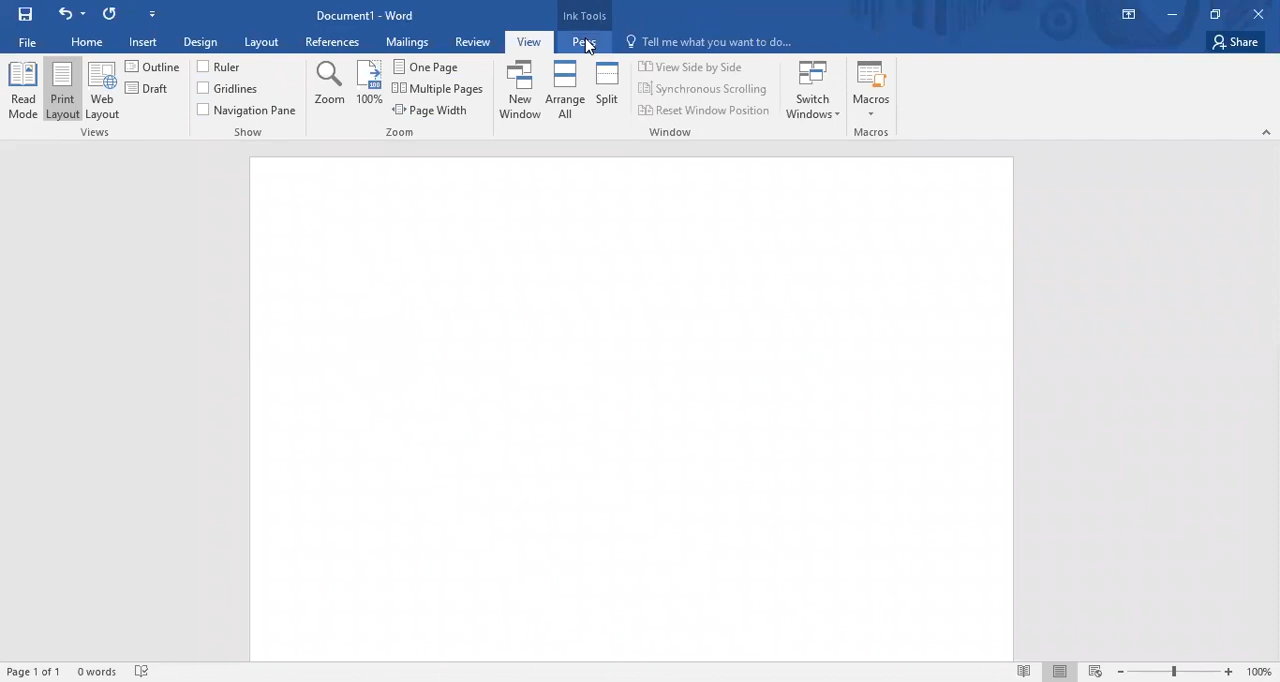 Document1 - Word
Ink Tools
File
Home
Insert
Design
Layout
References
Mailings
Review
View
Tell me what you want to do...
Share
Read Mode
Print Layout
Web Layout
Outline
Draft
Views
Ruler
Gridlines
Navigation Pane
Show
Zoom
100%
One Page
Multiple Pages
Page Width
Zoom
New Window
Arrange All
Split
View Side by Side
Synchronous Scrolling
Reset Window Position
Window
Switch Windows
Macros
Macros
Page 1 of 1
0 words
100%